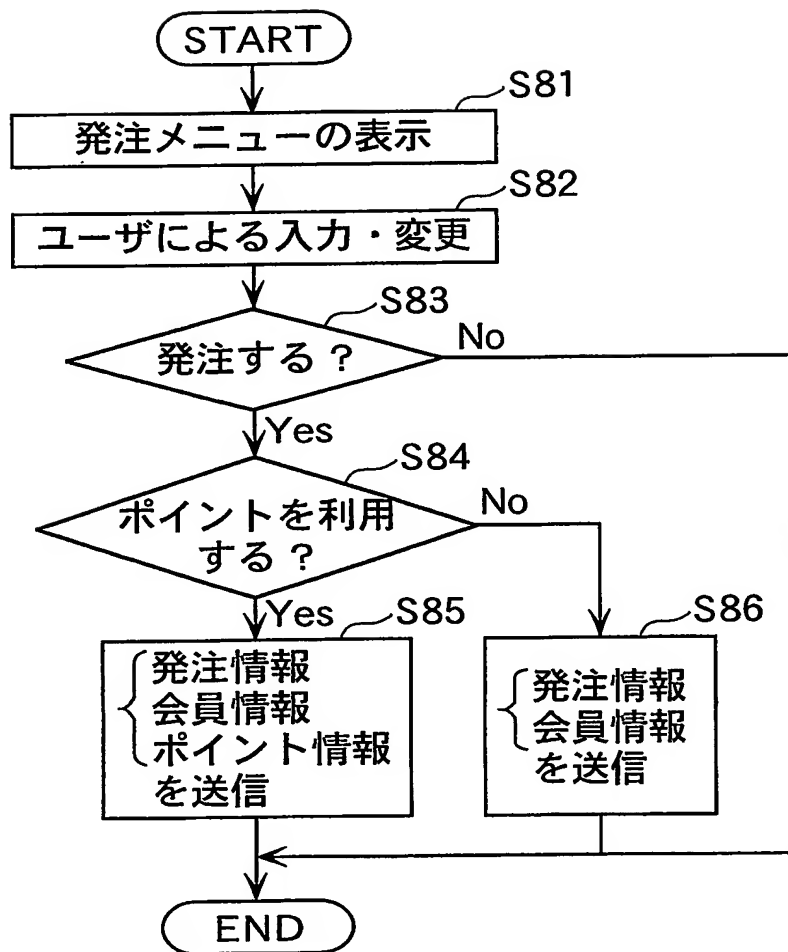 START
S81
発注メニューの表示
S82
ユーザによる入力・変更
S83
発注する?
No
Yes
S84
ポイントを利用
する?
No
Yes
S85
発注情報
会員情報
ポイント情報
を送信
S86
発注情報
会員情報
を送信
END